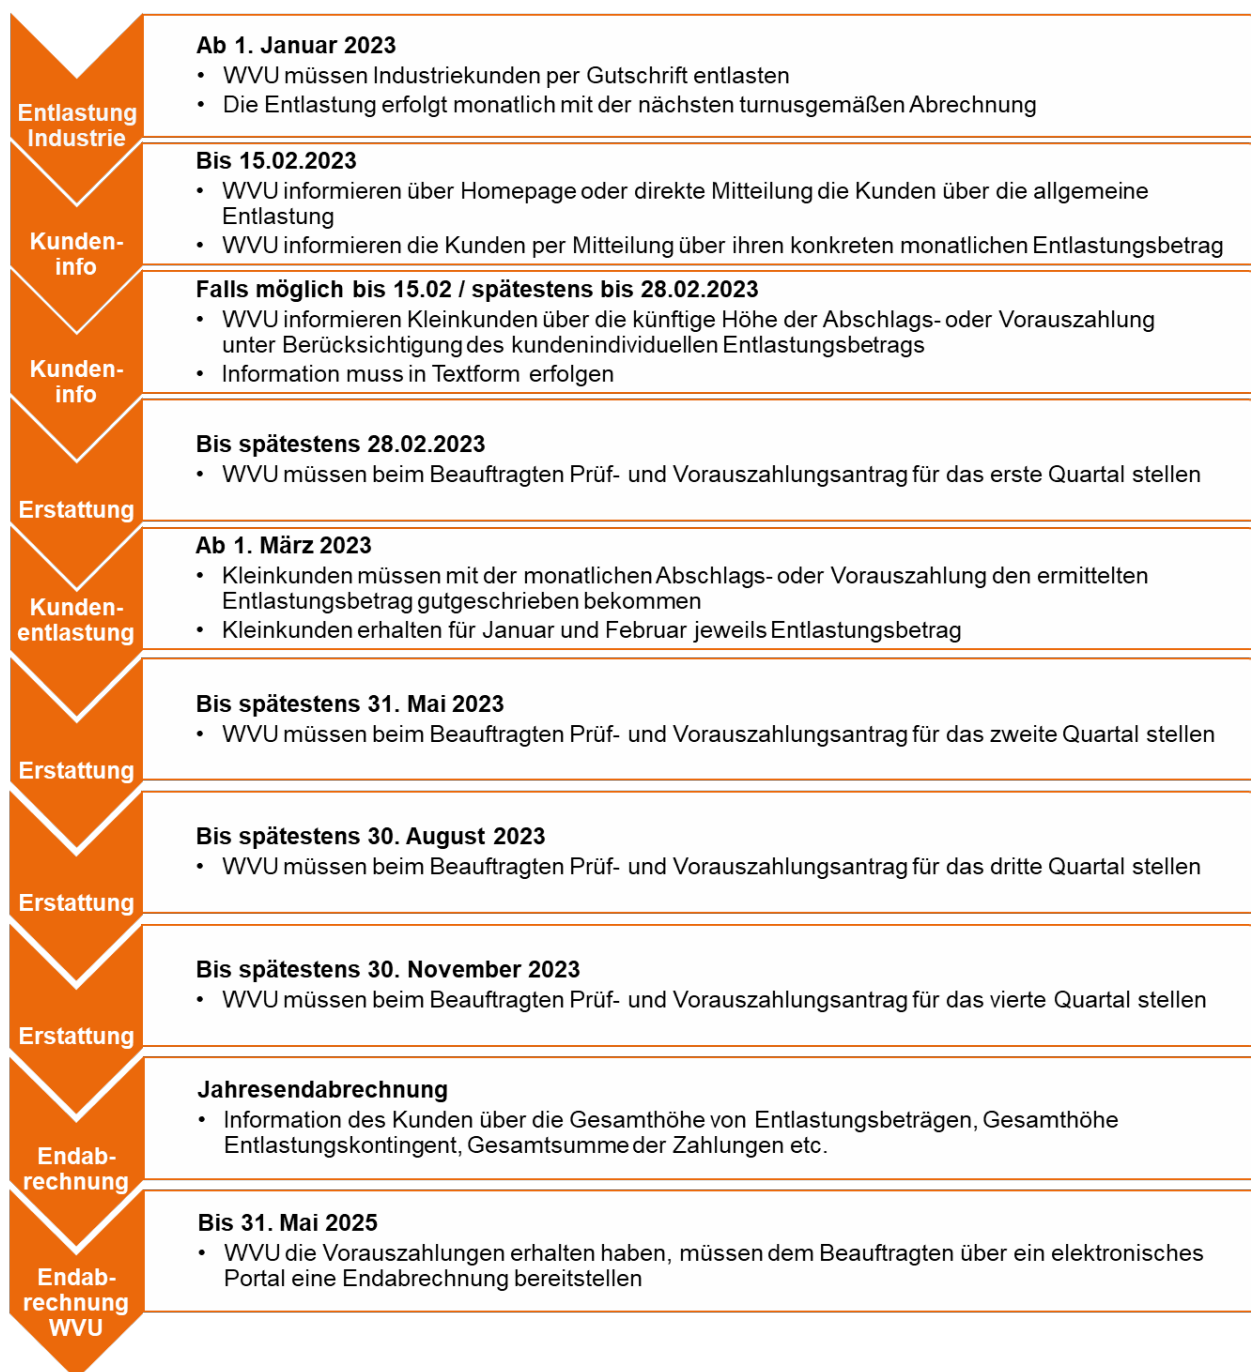 Entlastung
Industrie
Ab 1. Januar 2023
• WVU müssen Industriekunden per Gutschrift entlasten
• Die Entlastung erfolgt monatlich mit der nächsten turnusgemäßen Abrechnung
Kunden-
info
Bis 15.02.2023
• WVU informieren über Homepage oder direkte Mitteilung die Kunden über die allgemeine
Entlastung
• WVU informieren die Kunden per Mitteilung über ihren konkreten monatlichen Entlastungsbetrag
Kunden-
info
Falls möglich bis 15.02 / spätestens bis 28.02.2023
• WVU informieren Kleinkunden über die künftige Höhe der Abschlags- oder Vorauszahlung
unter Berücksichtigung des kundenindividuellen Entlastungsbetrags
• Information muss in Textform erfolgen
Erstattung
Bis spätestens 28.02.2023
• WVU müssen beim Beauftragten Prüf- und Vorauszahlungsantrag für das erste Quartal stellen
Kunden-
entlastung
Ab 1. März 2023
• Kleinkunden müssen mit der monatlichen Abschlags- oder Vorauszahlung den ermittelten
Entlastungsbetrag gutgeschrieben bekommen
• Kleinkunden erhalten für Januar und Februar jeweils Entlastungsbetrag
Erstattung
Bis spätestens 31. Mai 2023
• WVU müssen beim Beauftragten Prüf- und Vorauszahlungsantrag für das zweite Quartal stellen
Erstattung
Bis spätestens 30. August 2023
• WVU müssen beim Beauftragten Prüf- und Vorauszahlungsantrag für das dritte Quartal stellen
Erstattung
Bis spätestens 30. November 2023
• WVU müssen beim Beauftragten Prüf- und Vorauszahlungsantrag für das vierte Quartal stellen
Endab-
rechnung
Jahresendabrechnung
• Information des Kunden über die Gesamthöhe von Entlastungsbeträgen, Gesamthöhe
Entlastungskontingent, Gesamtsumme der Zahlungen etc.
Endab-
rechnung
WVU
Bis 31. Mai 2025
• WVU die Vorauszahlungen erhalten haben, müssen dem Beauftragten über ein elektronisches
Portal eine Endabrechnung bereitstellen